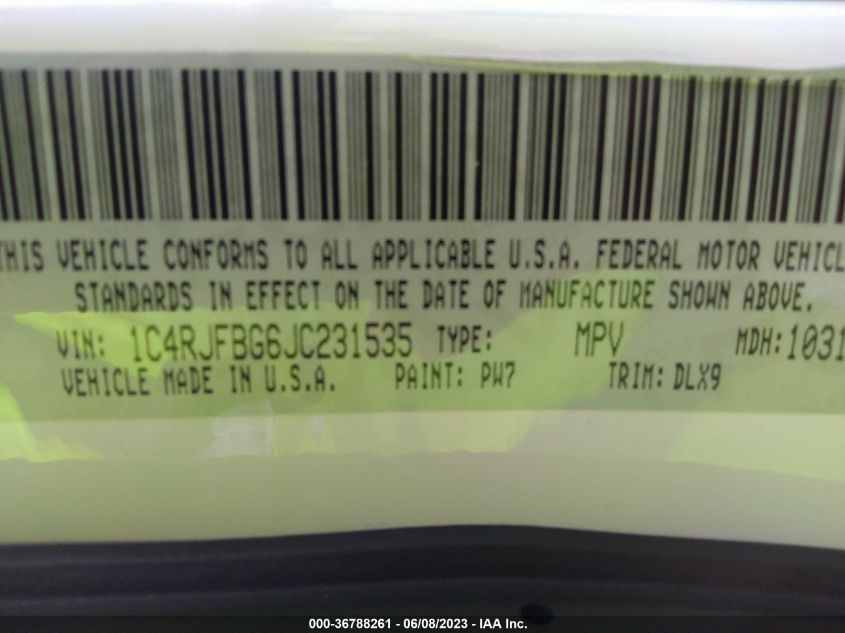 THIS VEHICLE CONFORMS TO ALL APPLICABLE U.S.A. FEDERAL MOTOR VEHICL
STANDARDS IN EFFECT ON THE DATE OF MANUFACTURE SHOWN ABOVE.
VIN: 1C4RJFBG6JC231535 TYPE: MPV MDH: 1031
VEHICLE MADE IN U.S.A. PAINT: PW7 TRIM: DLX9
000-36788261 - 06/08/2023 - IAA Inc.